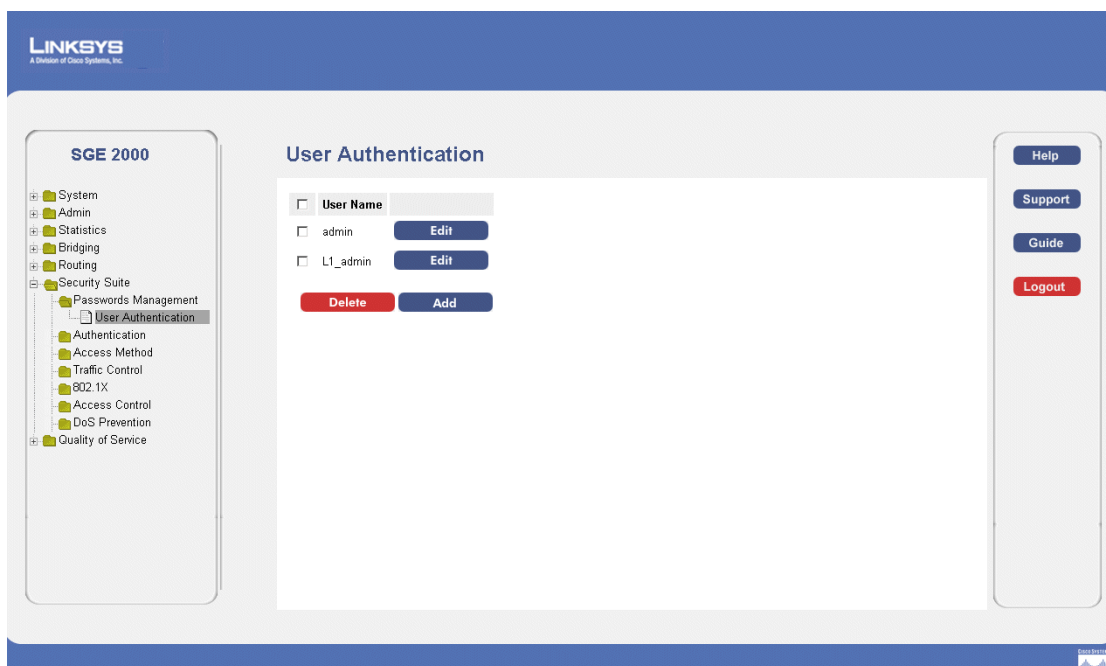 LINKSYS
A Division of Cisco Systems, Inc.
SGE 2000
System
Admin
Statistics
Bridging
Routing
Security Suite
Passwords Management
User Authentication
Authentication
Access Method
Traffic Control
802.1X
Access Control
DoS Prevention
Quality of Service
User Authentication
User Name
admin Edit
L1_admin Edit
Delete Add
Help
Support
Guide
Logout